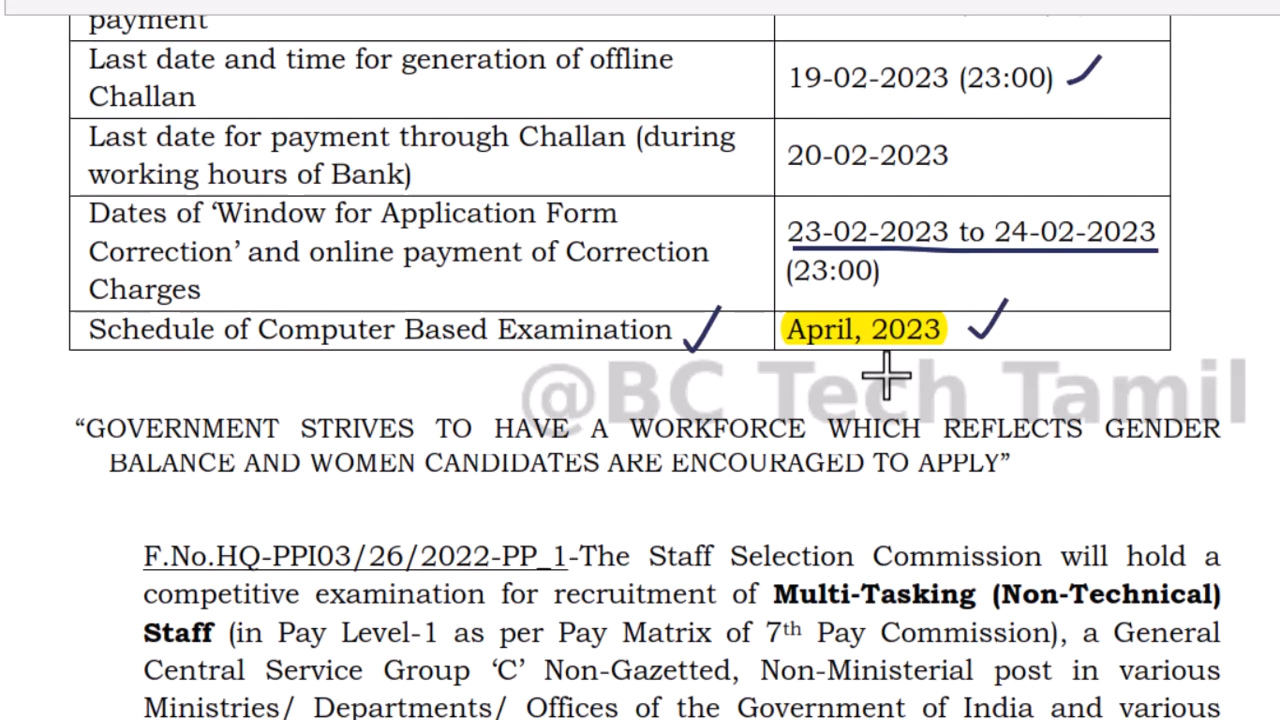 payment
Last date and time for generation of offline
Challan
19-02-2023 (23:00)
Last date for payment through Challan (during
working hours of Bank)
20-02-2023
Dates of ‘Window for Application Form
Correction’ and online payment of Correction
Charges
23-02-2023 to 24-02-2023
(23:00)
Schedule of Computer Based Examination
April, 2023
@BC Tech Tamil
“GOVERNMENT STRIVES TO HAVE A WORKFORCE WHICH REFLECTS GENDER
BALANCE AND WOMEN CANDIDATES ARE ENCOURAGED TO APPLY”
F.No.HQ-PPI03/26/2022-PP_1-The Staff Selection Commission will hold a
competitive examination for recruitment of Multi-Tasking (Non-Technical)
Staff (in Pay Level-1 as per Pay Matrix of 7th Pay Commission), a General
Central Service Group ‘C’ Non-Gazetted, Non-Ministerial post in various
Ministries/ Departments/ Offices of the Government of India and various